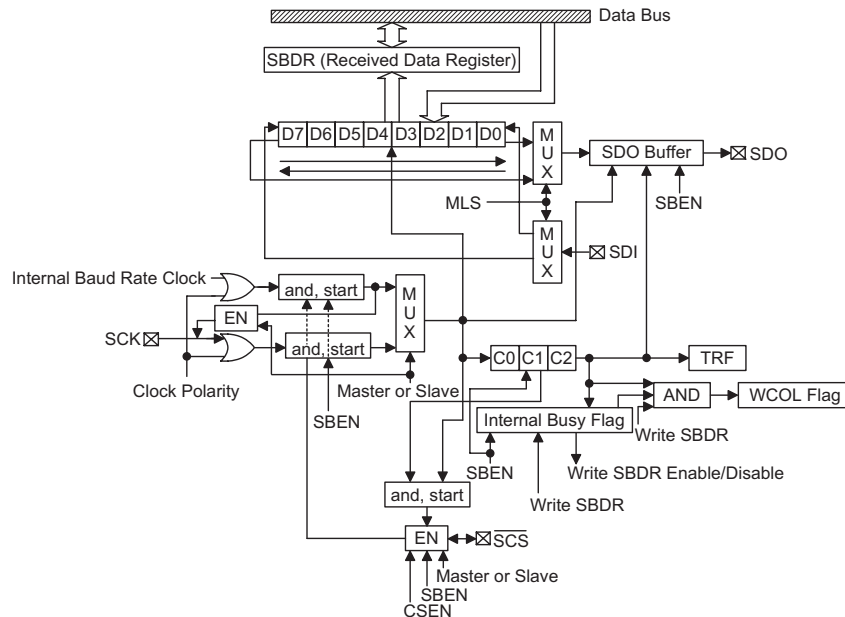 Data Bus
SBDR (Received Data Register)
D7 D6 D5 D4 D3 D2 D1 D0
MUX
SDO Buffer
SDO
MLS
SBEN
MUX
SDI
Internal Baud Rate Clock
and, start
MUX
EN
SCK
and, start
C0 C1 C2
TRF
Clock Polarity
Master or Slave
SBEN
AND
WCOL Flag
Internal Busy Flag
Write SBDR
SBEN
Write SBDR Enable/Disable
and, start
Write SBDR
EN
SCS
Master or Slave
SBEN
CSEN